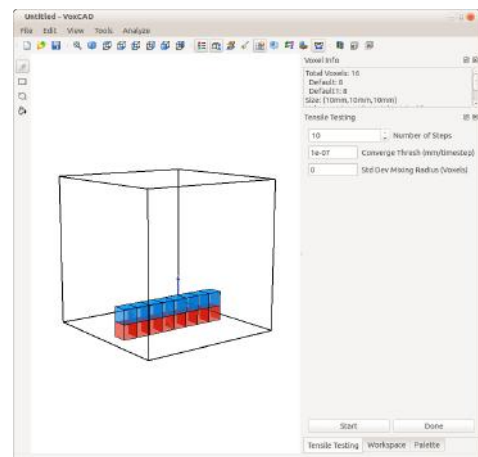 Untitled - VoxCAD
File Edit View Tools Analyze
Voxel Info
Total Voxels: 16
Default: 8
Default1: 8
Size: (10mm,10mm,10mm)
Tensile Testing
10 Number of Steps
1e-07 Converge Thresh (mm/timestep)
0 Std Dev Mixing Radius (Voxels)
Start Done
Tensile Testing Workspace Palette